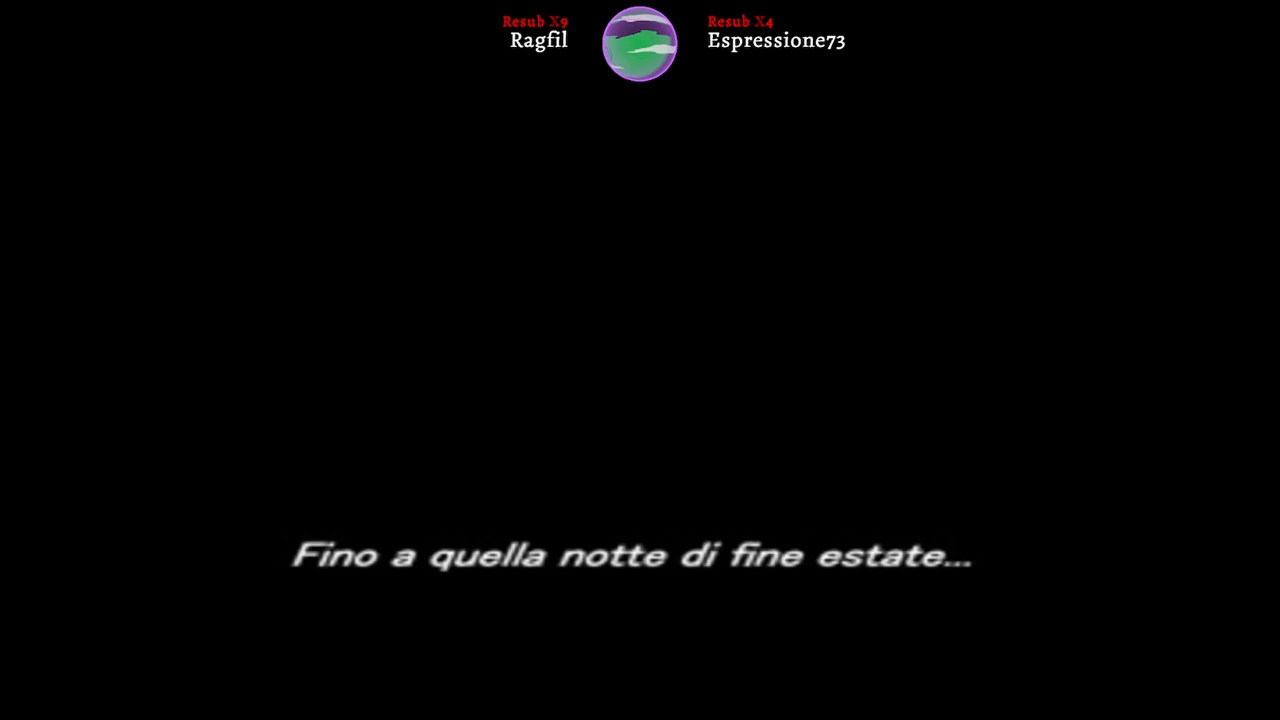 Resub X9
Ragfil
Resub X4
Espressione73
Fino a quella notte di fine estate...